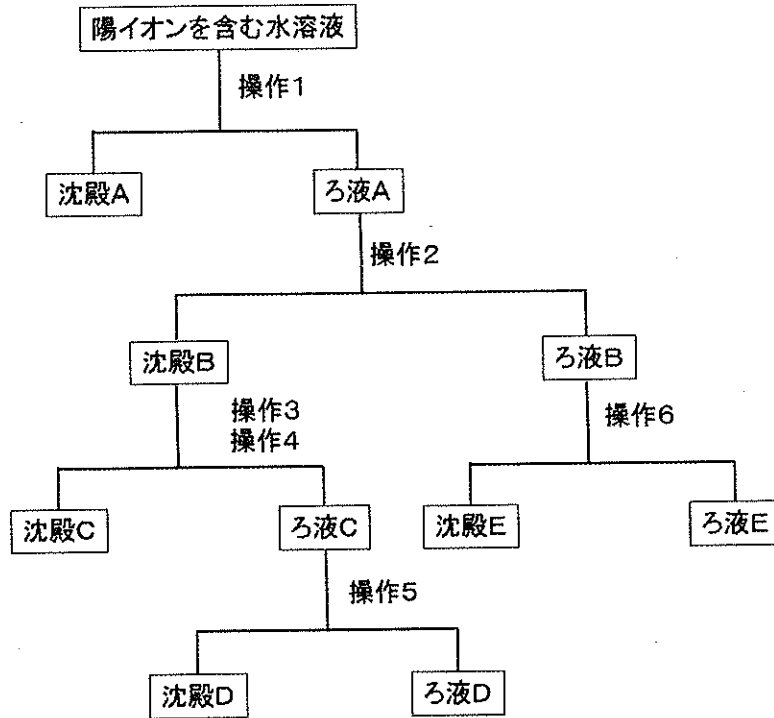 陽イオンを含む水溶液
操作1
沈殿A
ろ液A
操作2
沈殿B
ろ液B
操作3
操作4
操作6
沈殿C
ろ液C
沈殿E
ろ液E
操作5
沈殿D
ろ液D